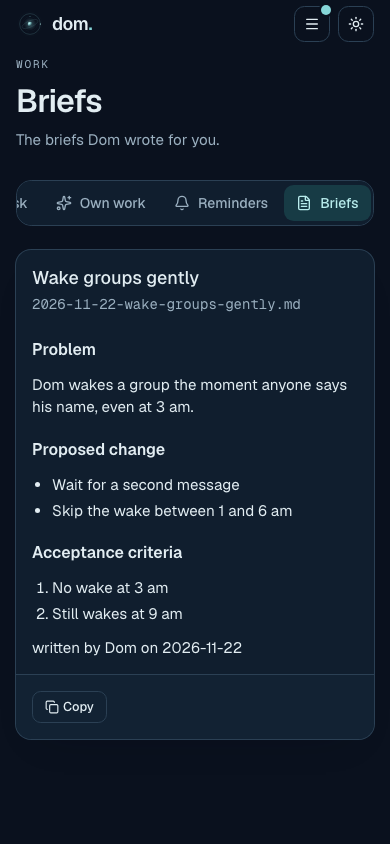 dom.
WORK
Briefs
The briefs Dom wrote for you.
sk Own work Reminders Briefs
Wake groups gently
2026-11-22-wake-groups-gently.md
Problem
Dom wakes a group the moment anyone says
his name, even at 3 am.
Proposed change
• Wait for a second message
• Skip the wake between 1 and 6 am
Acceptance criteria
1. No wake at 3 am
2. Still wakes at 9 am
written by Dom on 2026-11-22
Copy